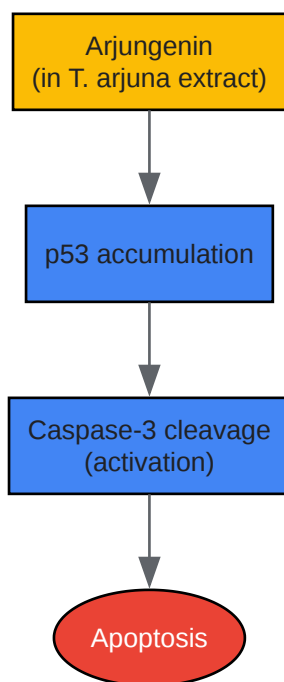 Arjungenin
(in T. arjuna extract)
p53 accumulation
Caspase-3 cleavage
(activation)
Apoptosis